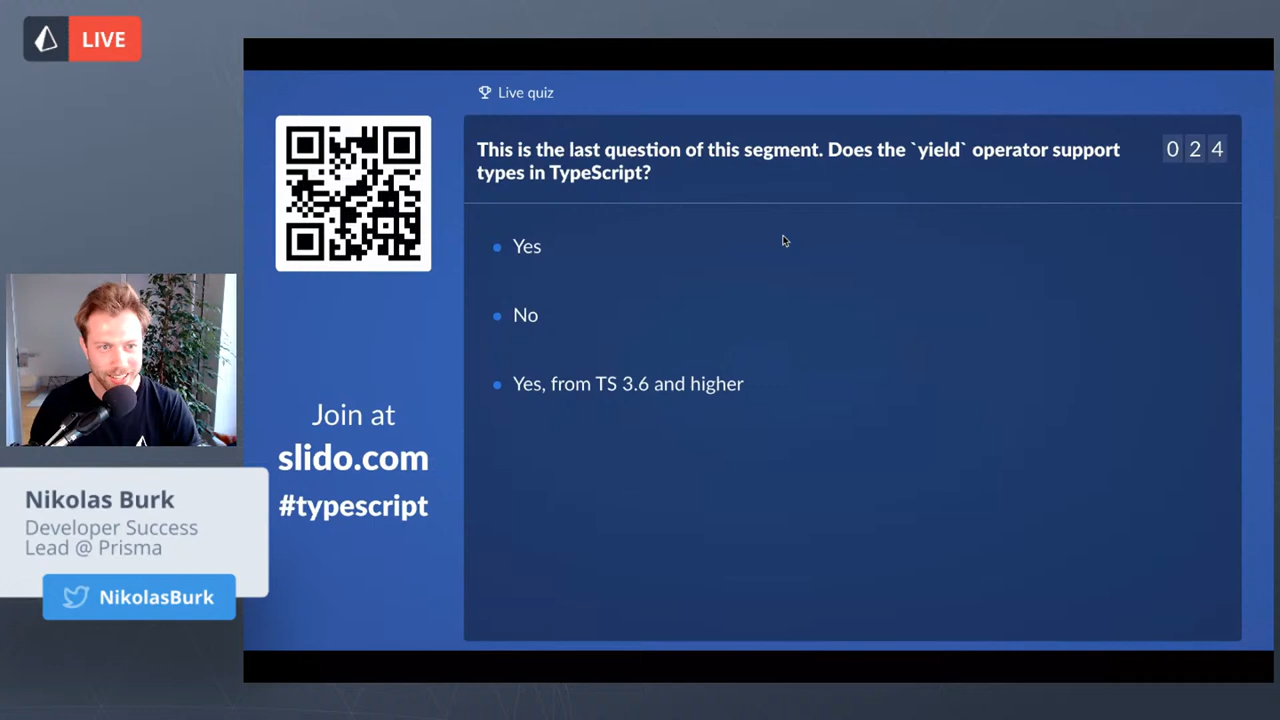 LIVE
Live quiz
This is the last question of this segment. Does the `yield` operator support
types in TypeScript?
0 2 4
Yes
No
Yes, from TS 3.6 and higher
Join at
slido.com
#typescript
Nikolas Burk
Developer Success
Lead @ Prisma
NikolasBurk